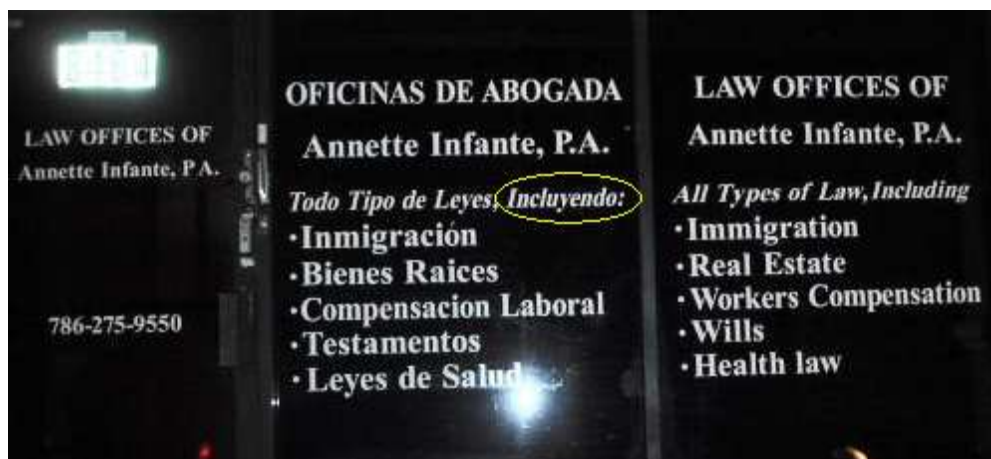 LAW OFFICES OF
Annette Infante, P.A.
786-275-9550
OFICINAS DE ABOGADA
Annette Infante, P.A.
Todo Tipo de Leyes, Incluyendo:
·Inmigración
·Bienes Raices
·Compensacion Laboral
·Testamentos
·Leyes de Salud
LAW OFFICES OF
Annette Infante, P.A.
All Types of Law, Including
·Immigration
·Real Estate
·Workers Compensation
·Wills
·Health law